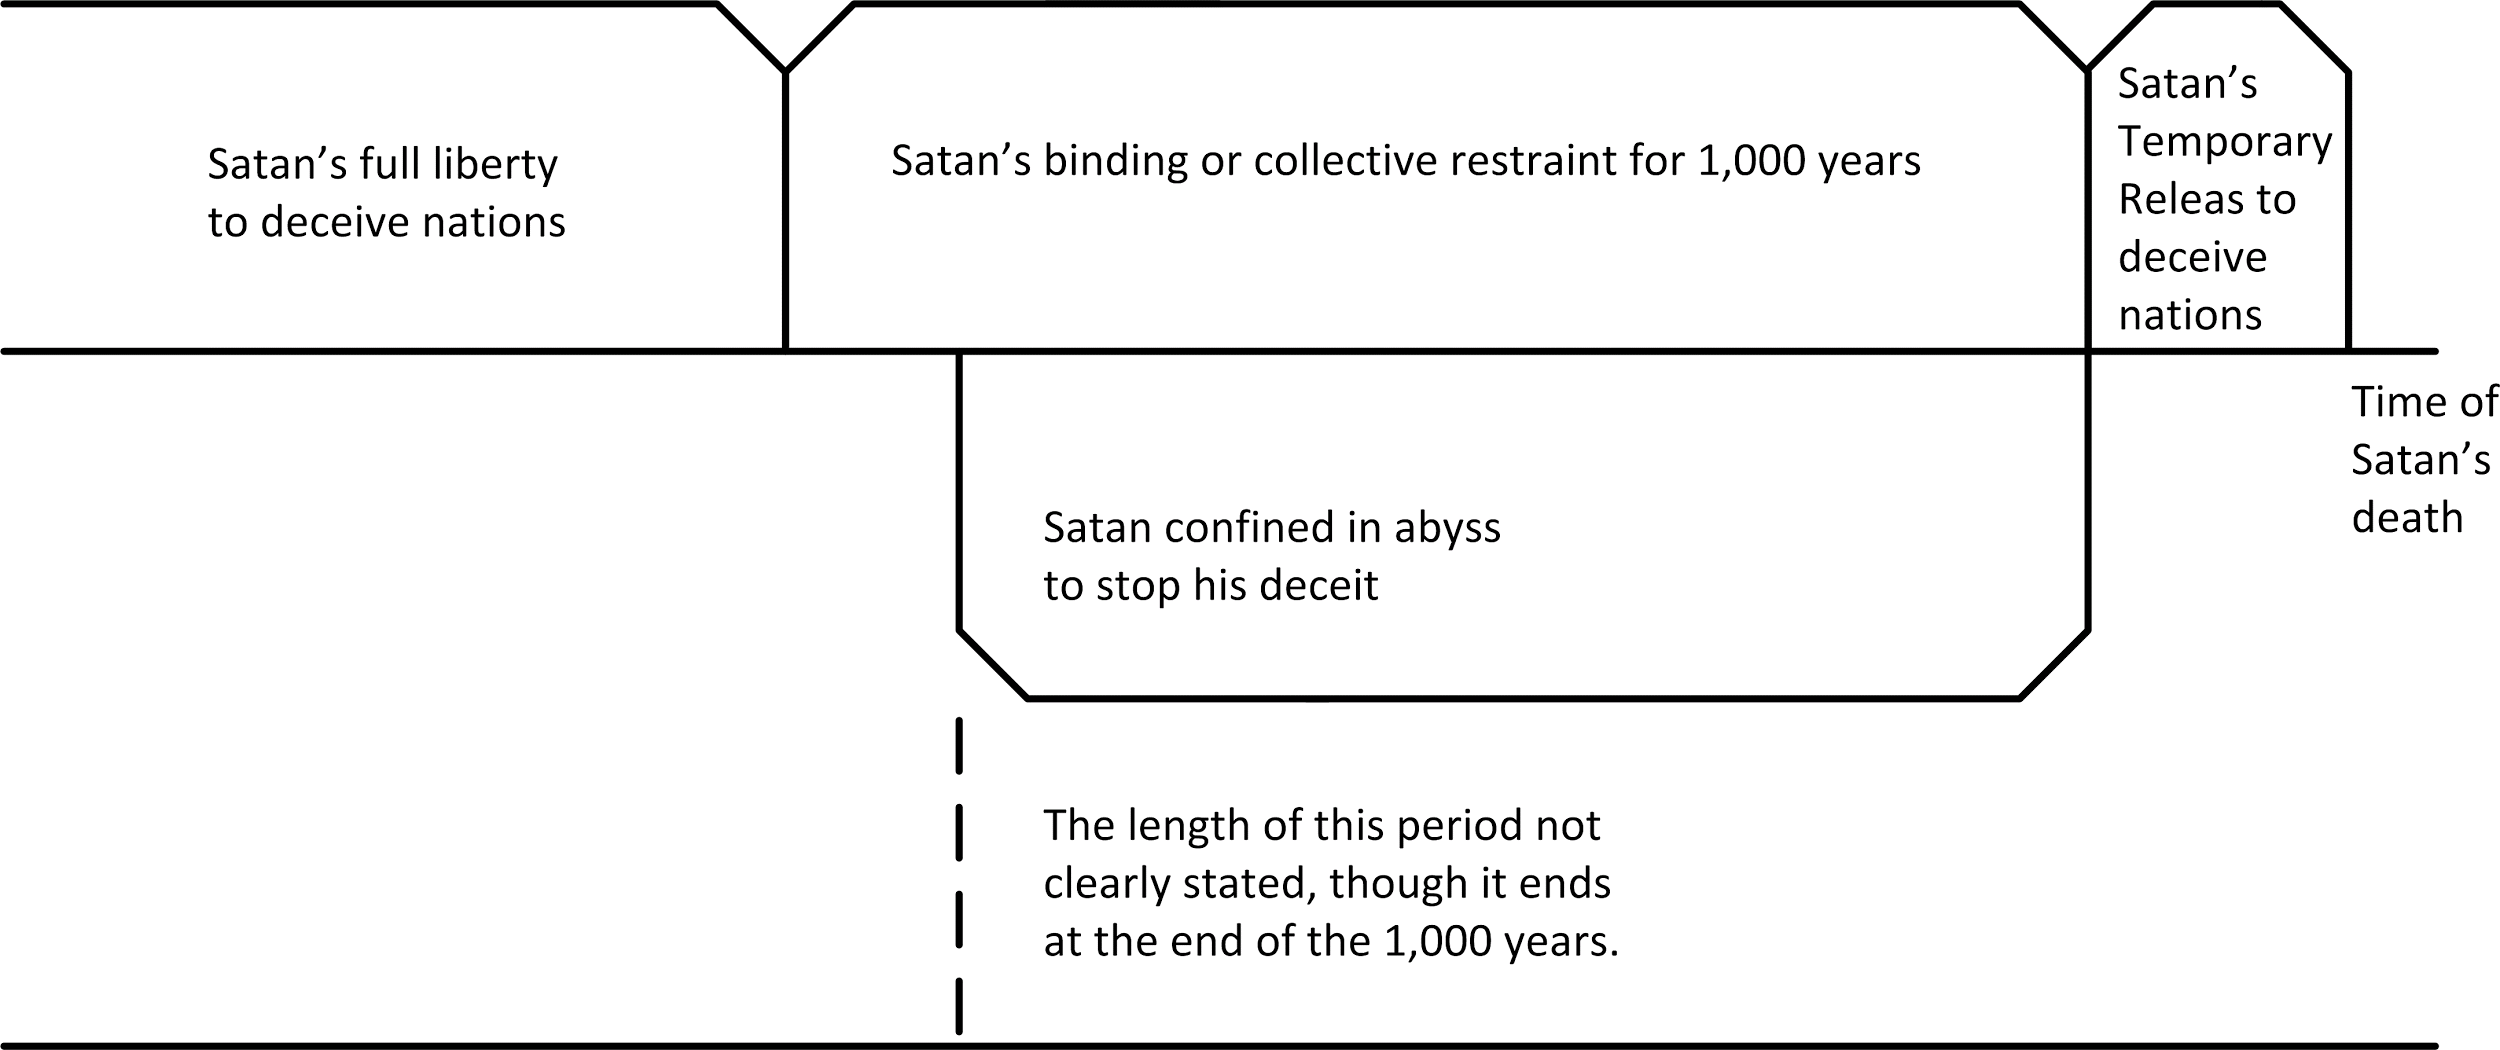 Satan’s full liberty
to deceive nations
Satan’s binding or collective restraint for 1,000 years
Satan’s
Temporary
Releas to
deceive
nations
Time of
Satan’s
death
Satan confined in abyss
to stop his deceit
The length of this period not
clearly stated, though it ends
at the end of the 1,000 years.